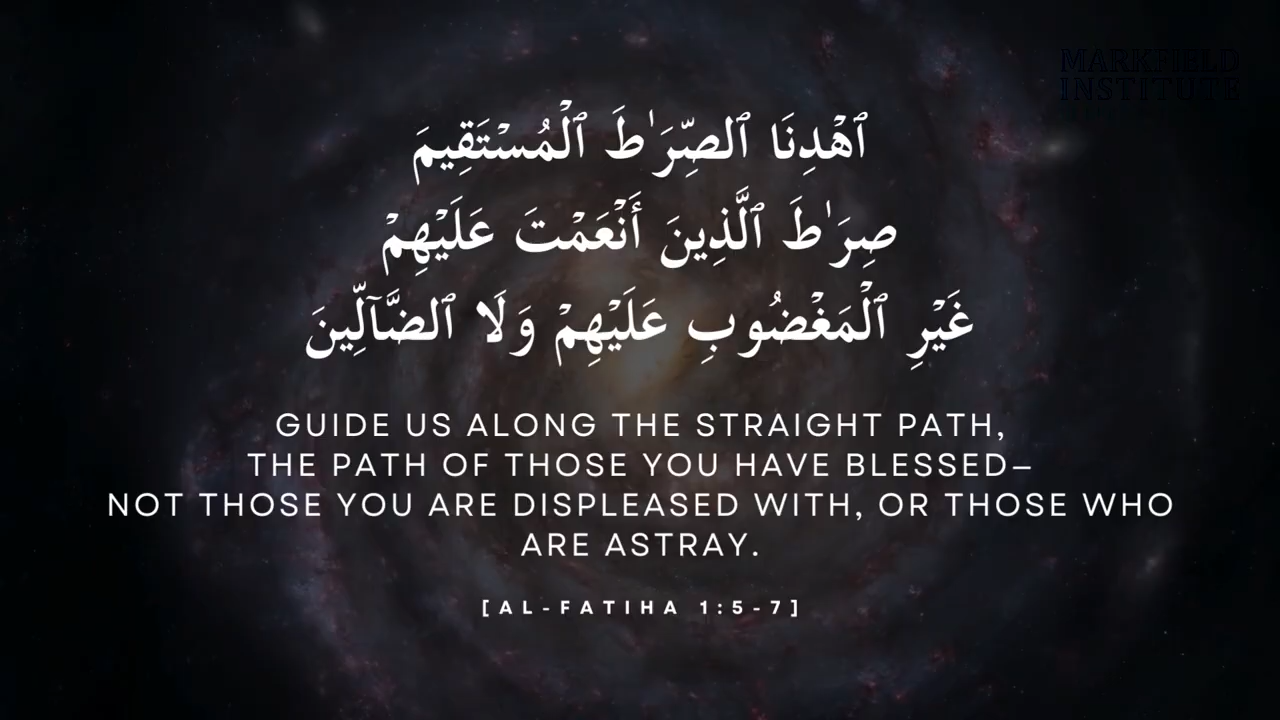 MARKFIELD
INSTITUTE
ٱهْدِنَا ٱلصِّرَٰطَ ٱلْمُسْتَقِيمَ
صِرَٰطَ ٱلَّذِينَ أَنْعَمْتَ عَلَيْهِمْ
غَيْرِ ٱلْمَغْضُوبِ عَلَيْهِمْ وَلَا ٱلضَّآلِّينَ
GUIDE US ALONG THE STRAIGHT PATH,
THE PATH OF THOSE YOU HAVE BLESSED—
NOT THOSE YOU ARE DISPLEASED WITH, OR THOSE WHO
ARE ASTRAY.
[AL-FATIHA 1:5-7]